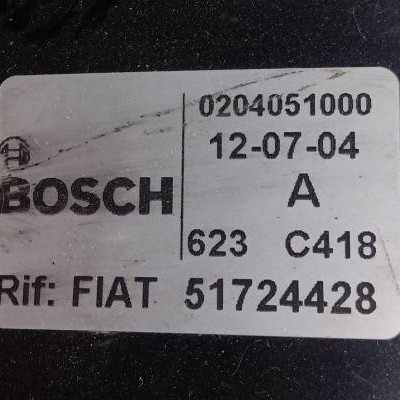 0204051000
12-07-04
BOSCH
A
623 C418
Rif: FIAT 51724428